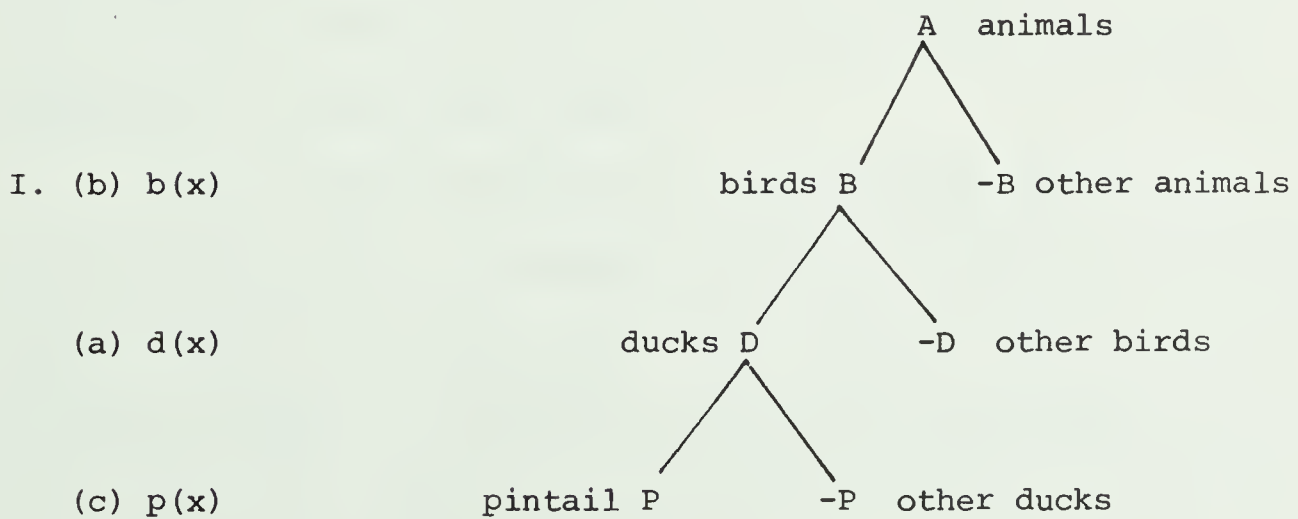 A animals
I. (b) b(x) birds B -B other animals
(a) d(x) ducks D -D other birds
(c) p(x) pintail P -P other ducks